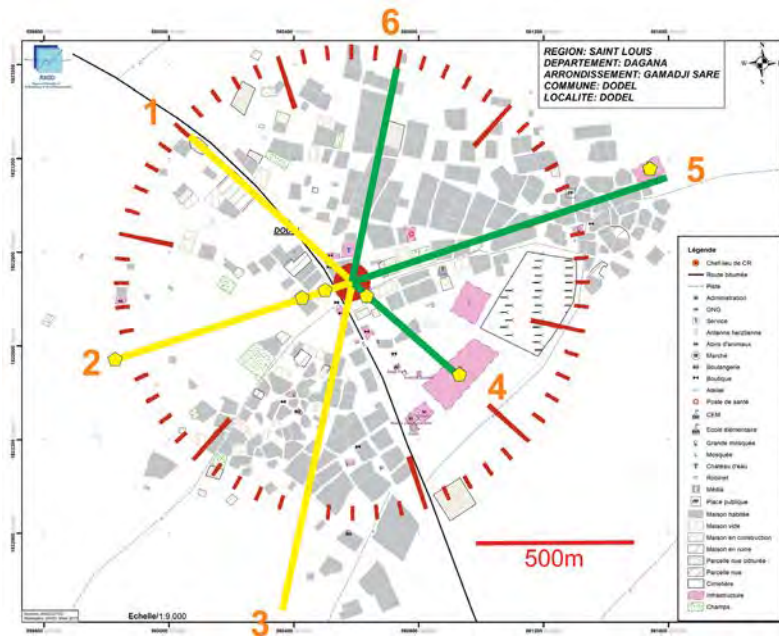 6
REGION: SAINT LOUIS
DEPARTEMENT: DAGANA
ARRONDISSEMENT: GAMADJI SARE
COMMUNE: DODEL
LOCALITE: DODEL
1
5
2
4
3
500m
Echelle/1:9.000
Légende
Chef-lieu de CR
Route bitumée
Piste
Administration
ONG
Service
Abris d'animaux
Marché
Boulangerie
Boutique
Atelier
Poste de santé
CEM
Ecole élémentaire
Grande mosquée
Mosquée
Château d'eau
Robinet
Média
Place publique
Maison habitée
Maison vide
Maison en construction
Maison en ruine
Parcelle nue clôturée
Parcelle nue
Cimetière
Infrastructure
Champs